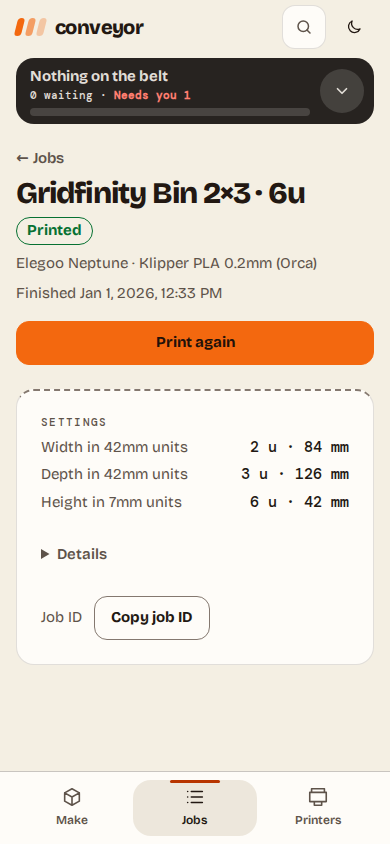 conveyor
Nothing on the belt
0 waiting · Needs you 1
← Jobs
Gridfinity Bin 2×3 · 6u
Printed
Elegoo Neptune · Klipper PLA 0.2mm (Orca)
Finished Jan 1, 2026, 12:33 PM
Print again
SETTINGS
Width in 42mm units 2 u · 84 mm
Depth in 42mm units 3 u · 126 mm
Height in 7mm units 6 u · 42 mm
Details
Job ID Copy job ID
Make Jobs Printers